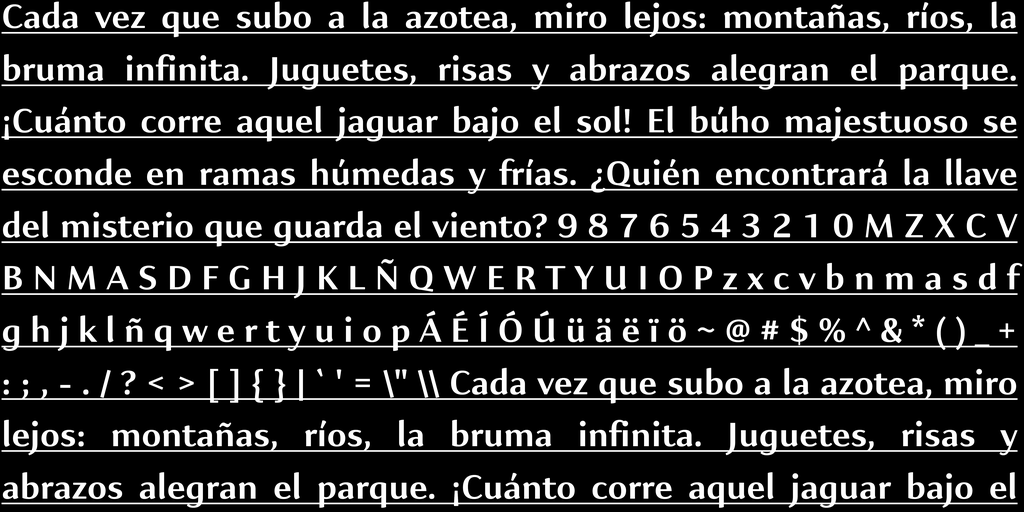 Cada vez que subo a la azotea, miro lejos: montañas, ríos, la
bruma infinita. Juguetes, risas y abrazos alegran el parque.
¡Cuánto corre aquel jaguar bajo el sol! El búho majestuoso se
esconde en ramas húmedas y frías. ¿Quién encontrará la llave
del misterio que guarda el viento? 9 8 7 6 5 4 3 2 1 0 M Z X C V
B N M A S D F G H J K L Ñ Q W E R T Y U I O P z x c v b n m a s d f
g h j k l ñ q w e r t y u i o p Á É Í Ó Ú ü ä ë ï ö ~ @ # $ % ^ & * ( ) _ +
: ; , - . / ? < > [ ] { } | ` ' = \" \\ Cada vez que subo a la azotea, miro
lejos: montañas, ríos, la bruma infinita. Juguetes, risas y
abrazos alegran el parque. ¡Cuánto corre aquel jaguar bajo el